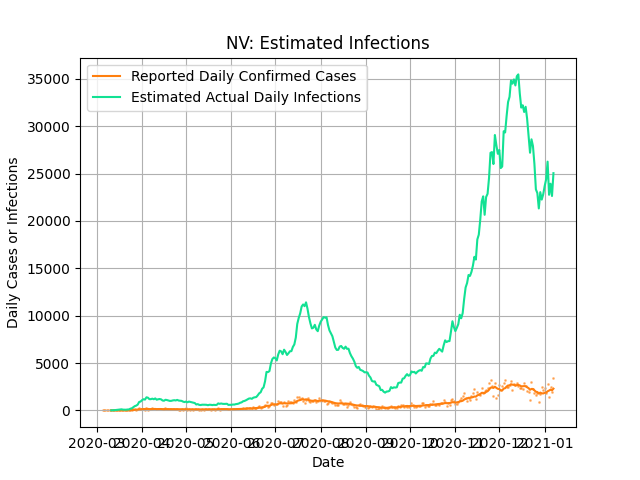 NV: Estimated Infections
Reported Daily Confirmed Cases
Estimated Actual Daily Infections
Daily Cases or Infections
35000
30000
25000
20000
15000
10000
5000
0
2020-03 2020-04 2020-05 2020-06 2020-07 2020-08 2020-09 2020-10 2020-11 2020-12 2021-01
Date